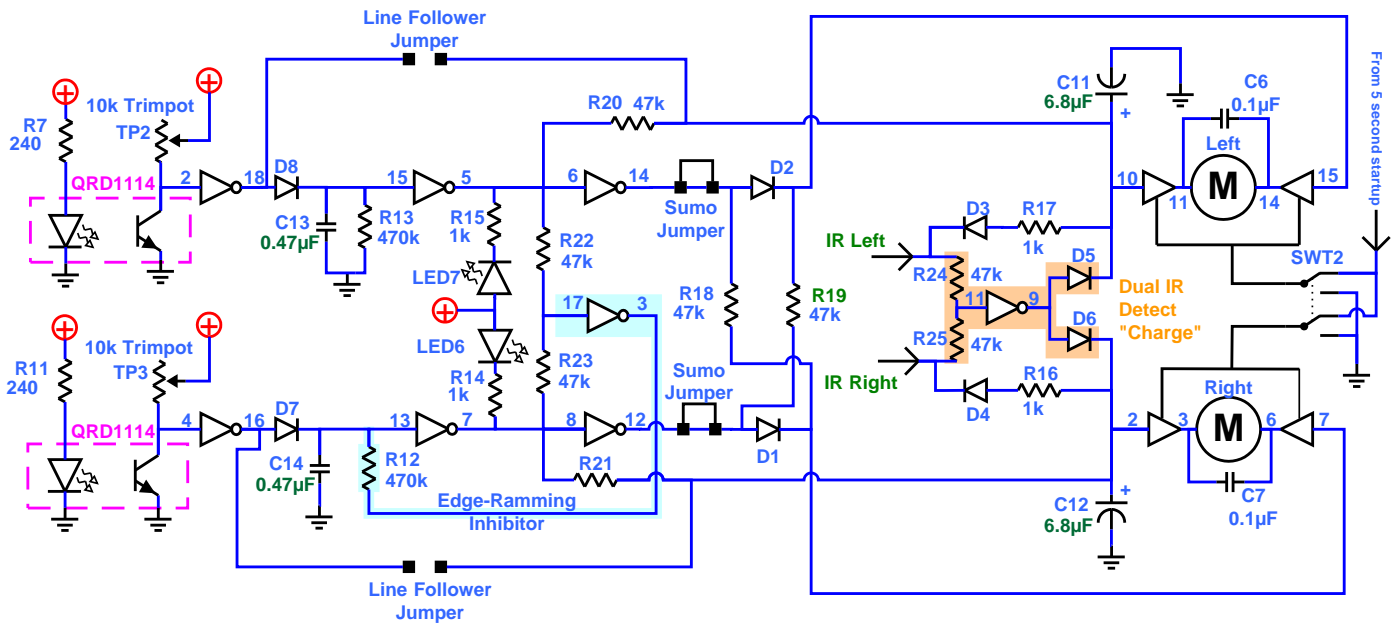 Line Follower
Jumper
From 5 second startup
10k Trimpot
TP2
R7
240
QRD1114
2
18
D8
C13
0.47µF
R13
470k
15
5
R15
1k
LED7
LED6
R14
1k
R20 47k
6
14
Sumo
Jumper
D2
R22
47k
17
3
R23
47k
R18
47k
R19
47k
C11
6.8µF
+
C6
0.1µF
Left
M
10
11
14
15
IR Left
D3
R17
1k
R24
47k
11
9
D5
D6
R25
47k
Dual IR
Detect
"Charge"
IR Right
D4
R16
1k
SWT2
10k Trimpot
TP3
R11
240
QRD1114
4
16
D7
C14
0.47µF
13
7
R12
470k
8
12
Sumo
Jumper
D1
R21
Edge-Ramming
Inhibitor
C12
6.8µF
+
Right
M
2
3
6
7
C7
0.1µF
Line Follower
Jumper